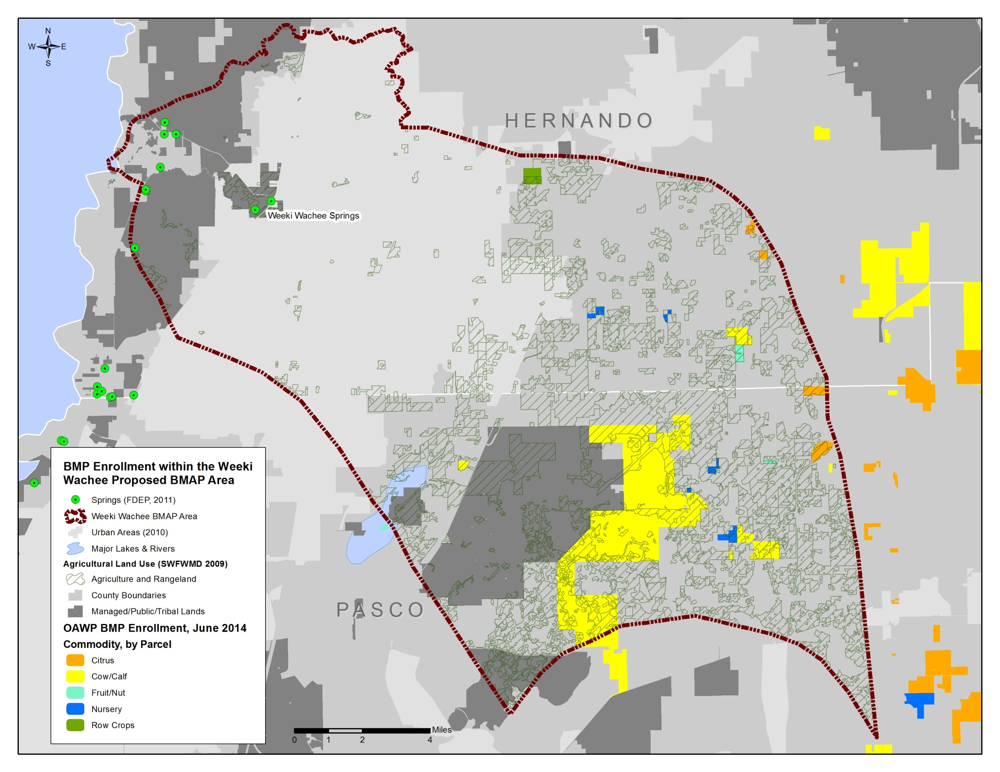 N
W E
S
HERNANDO
Weeki Wachee Springs
PASCO
BMP Enrollment within the Weeki
Wachee Proposed BMAP Area
Springs (FDEP, 2011)
Weeki Wachee BMAP Area
Urban Areas (2010)
Major Lakes & Rivers
Agricultural Land Use (SWFWMD 2009)
Agriculture and Rangeland
County Boundaries
Managed/Public/Tribal Lands
OAWP BMP Enrollment, June 2014
Commodity, by Parcel
Citrus
Cow/Calf
Fruit/Nut
Nursery
Row Crops
Miles
0 1 2 4